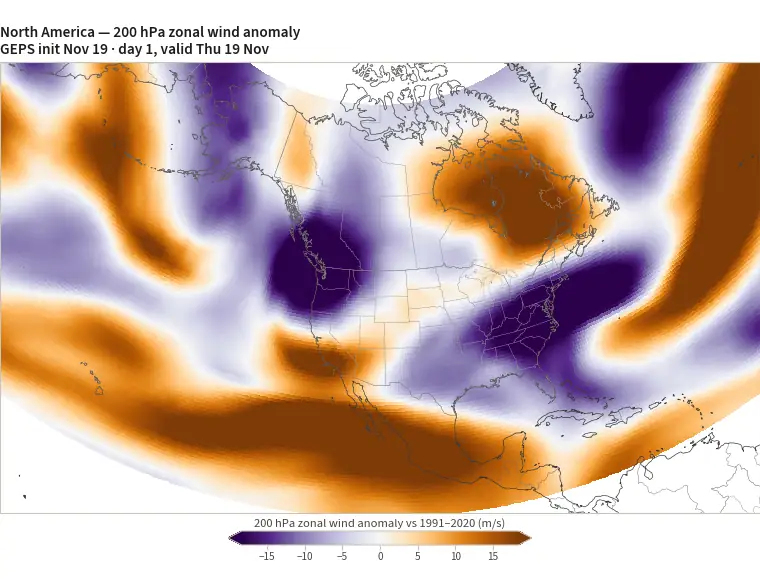 North America — 200 hPa zonal wind anomaly
GEPS init Nov 19 · day 1, valid Thu 19 Nov
200 hPa zonal wind anomaly vs 1991–2020 (m/s)
−15 −10 −5 0 5 10 15